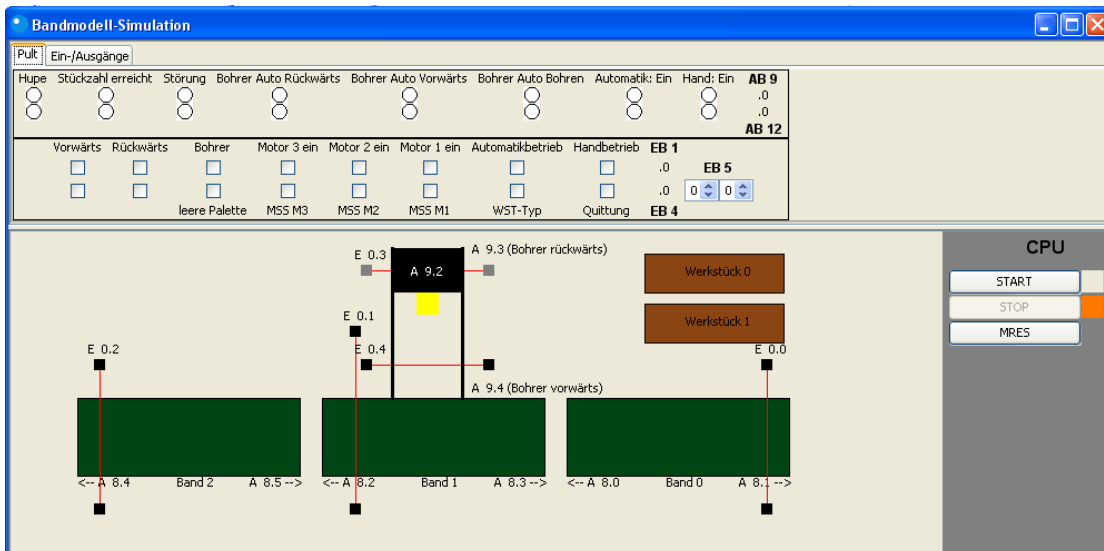 Bandmodell-Simulation
Pult Ein-/Ausgänge
Hupe Stückzahl erreicht Störung Bohrer Auto Rückwärts Bohrer Auto Vorwärts Bohrer Auto Bohren Automatik: Ein Hand: Ein AB 9
.0
.0
AB 12
Vorwärts Rückwärts Bohrer Motor 3 ein Motor 2 ein Motor 1 ein Automatikbetrieb Handbetrieb EB 1
.0 EB 5
.0 0 0
leere Palette MSS M3 MSS M2 MSS M1 WST-Typ Quittung EB 4
CPU
E 0.3 A 9.2 A 9.3 (Bohrer rückwärts)
Werkstück 0
START
STOP
E 0.1 Werkstück 1
MRES
E 0.2 E 0.4 E 0.0
A 9.4 (Bohrer vorwärts)
<-- A 8.4 Band 2 A 8.5 --> <-- A 8.2 Band 1 A 8.3 --> <-- A 8.0 Band 0 A 8.1 -->